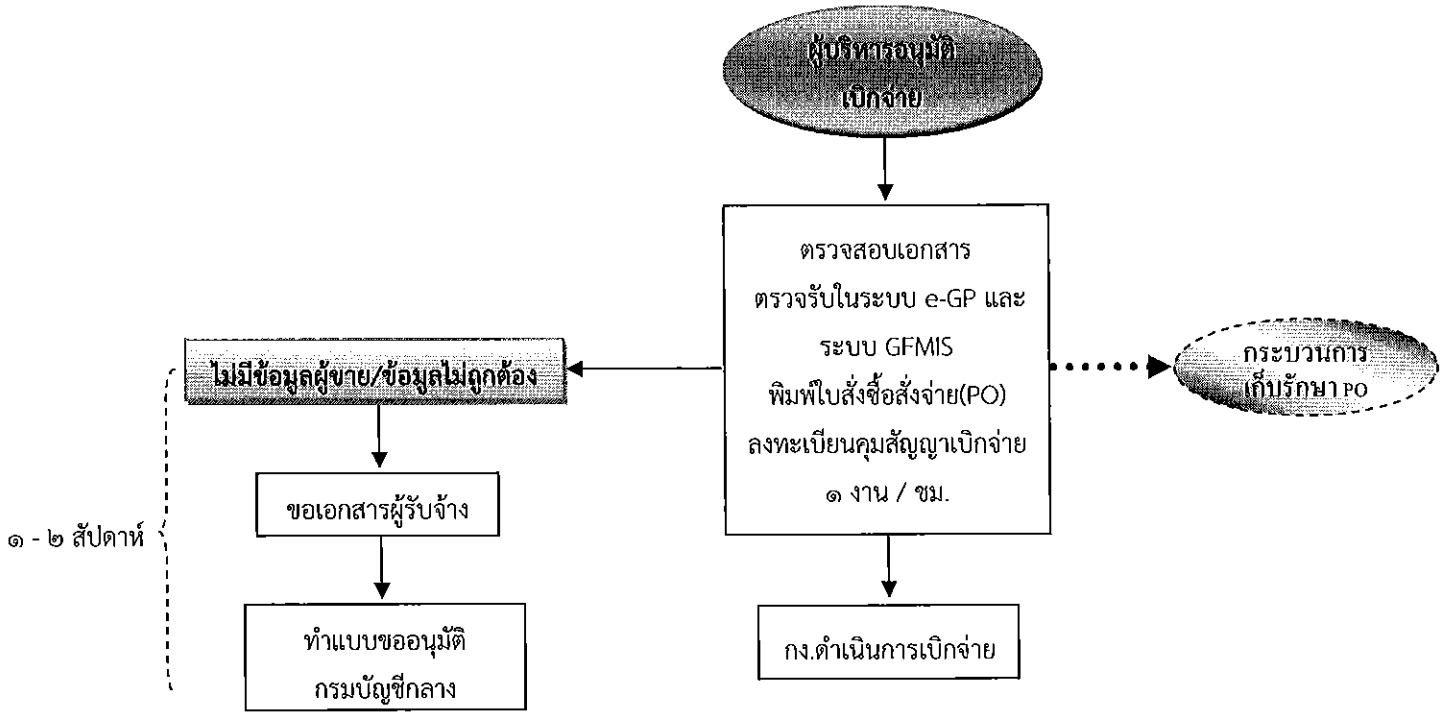 ผู้บริหารอนุมัติ
เบิกจ่าย
ตรวจสอบเอกสาร
ตรวจรับในระบบ e-GP และ
ระบบ GFMIS
พิมพ์ใบสั่งซื้อสั่งจ่าย(PO)
ลงทะเบียนคุมสัญญาเบิกจ่าย
๑ งาน / ชม.
กระบวนการ
เก็บรักษา PO
ไม่มีข้อมูลผู้ขาย/ข้อมูลไม่ถูกต้อง
ขอเอกสารผู้รับจ้าง
๑ - ๒ สัปดาห์
ทำแบบขออนุมัติ
กรมบัญชีกลาง
กง.ดำเนินการเบิกจ่าย